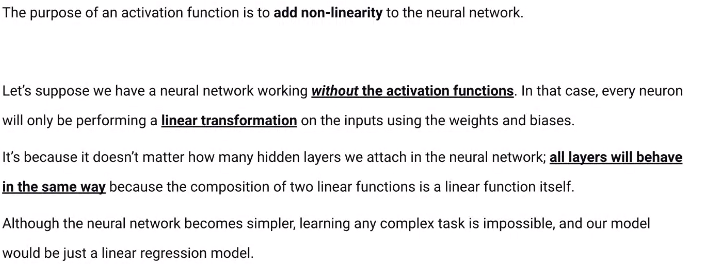 The purpose of an activation function is to add non-linearity to the neural network.
Let’s suppose we have a neural network working without the activation functions. In that case, every neuron
will only be performing a linear transformation on the inputs using the weights and biases.
It’s because it doesn’t matter how many hidden layers we attach in the neural network; all layers will behave
in the same way because the composition of two linear functions is a linear function itself.
Although the neural network becomes simpler, learning any complex task is impossible, and our model
would be just a linear regression model.